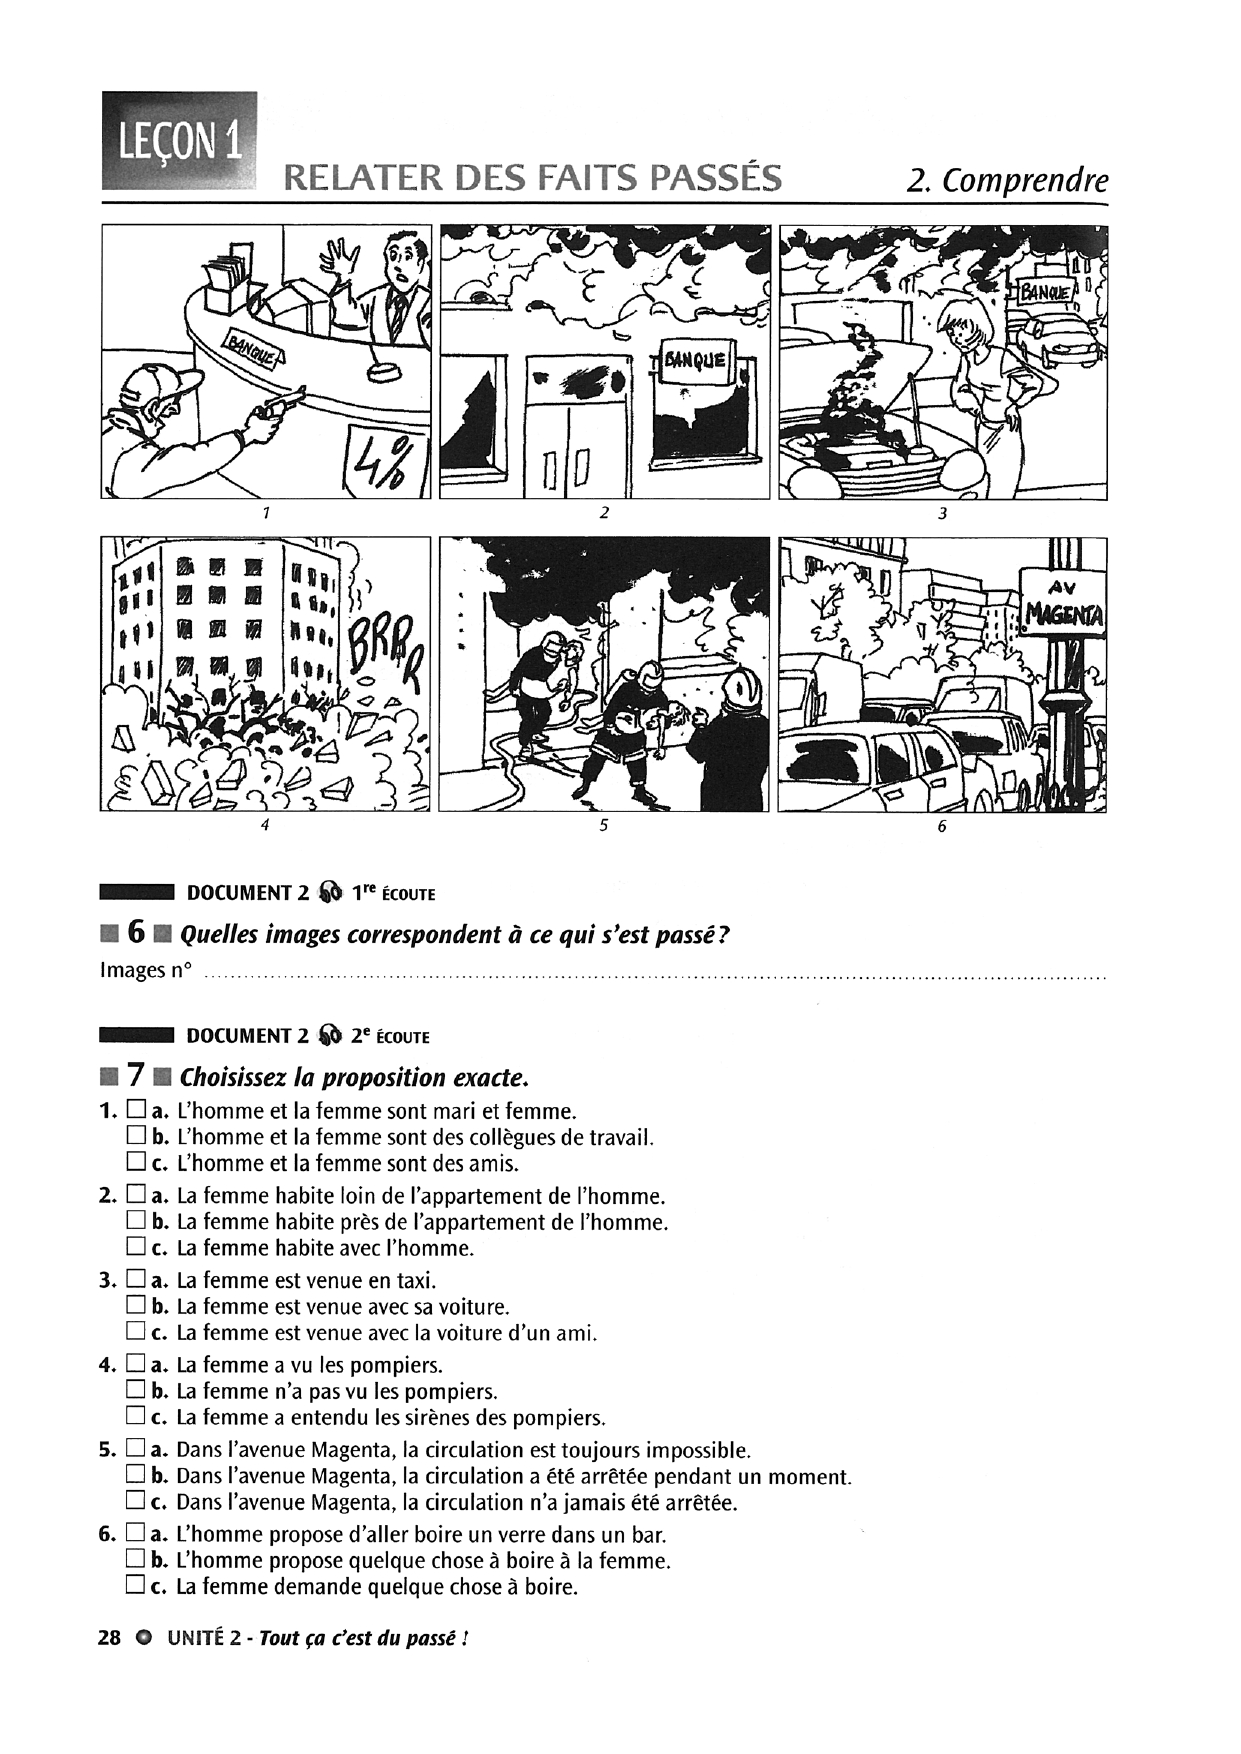 LEÇON 1
RELATER DES FAITS PASSÉS
2. Comprendre
BANQUE
4%
1
BANQUE
2
BANQUE
3
BRRR
4
5
AV
MAGENTA
6
DOCUMENT 2 1re ÉCOUTE
6 Quelles images correspondent à ce qui s'est passé ?
Images n° ................................................................
DOCUMENT 2 2e ÉCOUTE
7 Choisissez la proposition exacte.
1. □ a. L'homme et la femme sont mari et femme.
□ b. L'homme et la femme sont des collègues de travail.
□ c. L'homme et la femme sont des amis.
2. □ a. La femme habite loin de l'appartement de l'homme.
□ b. La femme habite près de l'appartement de l'homme.
□ c. La femme habite avec l'homme.
3. □ a. La femme est venue en taxi.
□ b. La femme est venue avec sa voiture.
□ c. La femme est venue avec la voiture d'un ami.
4. □ a. La femme a vu les pompiers.
□ b. La femme n'a pas vu les pompiers.
□ c. La femme a entendu les sirènes des pompiers.
5. □ a. Dans l'avenue Magenta, la circulation est toujours impossible.
□ b. Dans l'avenue Magenta, la circulation a été arrêtée pendant un moment.
□ c. Dans l'avenue Magenta, la circulation n'a jamais été arrêtée.
6. □ a. L'homme propose d'aller boire un verre dans un bar.
□ b. L'homme propose quelque chose à boire à la femme.
□ c. La femme demande quelque chose à boire.
28 UNITÉ 2 - Tout ça c'est du passé !